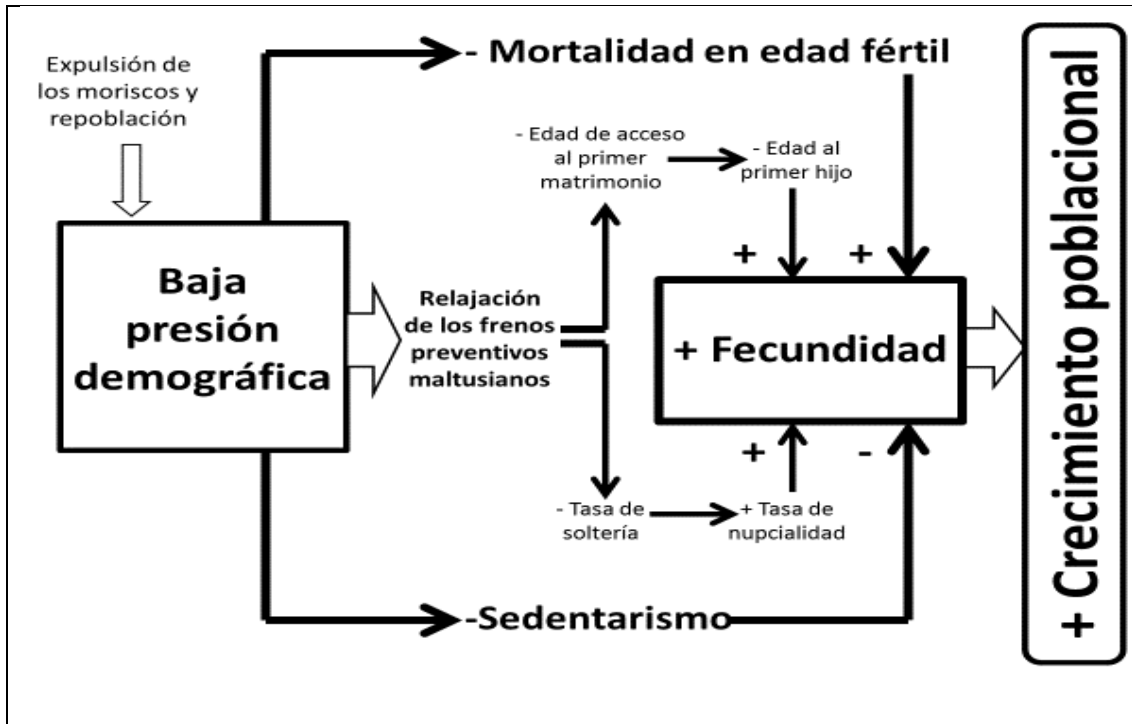 Expulsión de
los moriscos y
repoblación
Baja
presión
demográfica
- Mortalidad en edad fértil
Relajación
de los frenos
preventivos
maltusianos
- Edad de acceso
al primer
matrimonio
- Edad al
primer hijo
+
+
+ Fecundidad
+
-
- Tasa de
soltería
+ Tasa de
nupcialidad
-Sedentarismo
+ Crecimiento poblacional